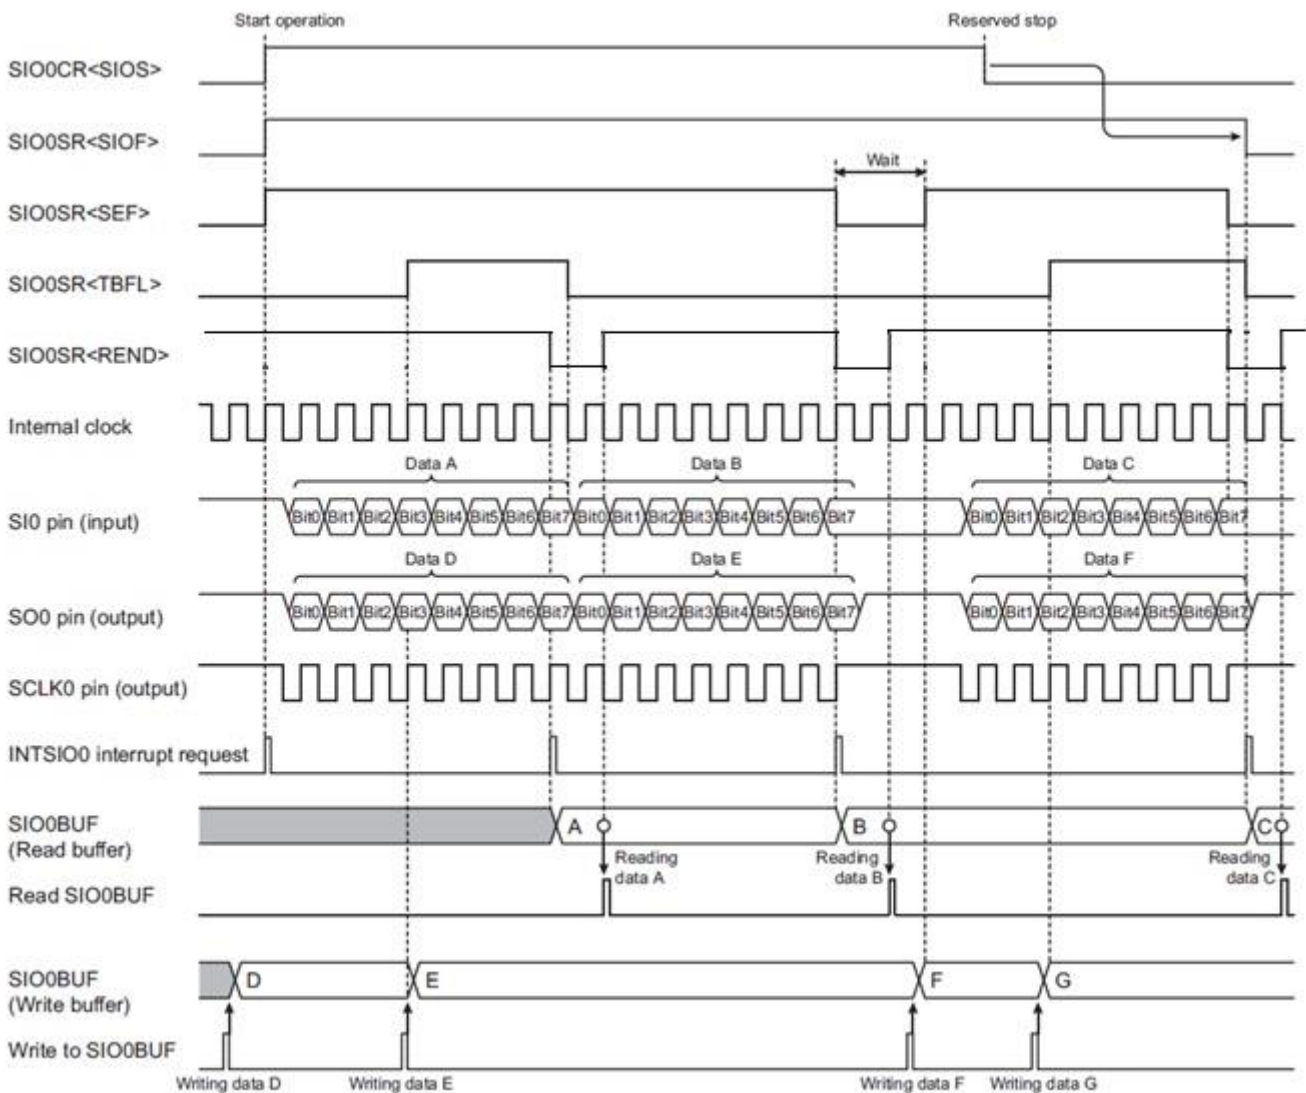 Start operation
Reserved stop
SIO0CR<SIOS>
SIO0SR<SIOF>
Wait
SIO0SR<SEF>
SIO0SR<TBFL>
SIO0SR<REND>
Internal clock
Data A Data B Data C
SI0 pin (input)
Bit0 Bit1 Bit2 Bit3 Bit4 Bit5 Bit6 Bit7 Bit0 Bit1 Bit2 Bit3 Bit4 Bit5 Bit6 Bit7 Bit0 Bit1 Bit2 Bit3 Bit4 Bit5 Bit6 Bit7
Data D Data E Data F
SO0 pin (output)
Bit0 Bit1 Bit2 Bit3 Bit4 Bit5 Bit6 Bit7 Bit0 Bit1 Bit2 Bit3 Bit4 Bit5 Bit6 Bit7 Bit0 Bit1 Bit2 Bit3 Bit4 Bit5 Bit6 Bit7
SCLK0 pin (output)
INTSIO0 interrupt request
SIO0BUF
(Read buffer)
A B C
Reading
data A
Reading
data B
Reading
data C
Read SIO0BUF
SIO0BUF
(Write buffer)
D E F G
Write to SIO0BUF
Writing data D Writing data E Writing data F Writing data G